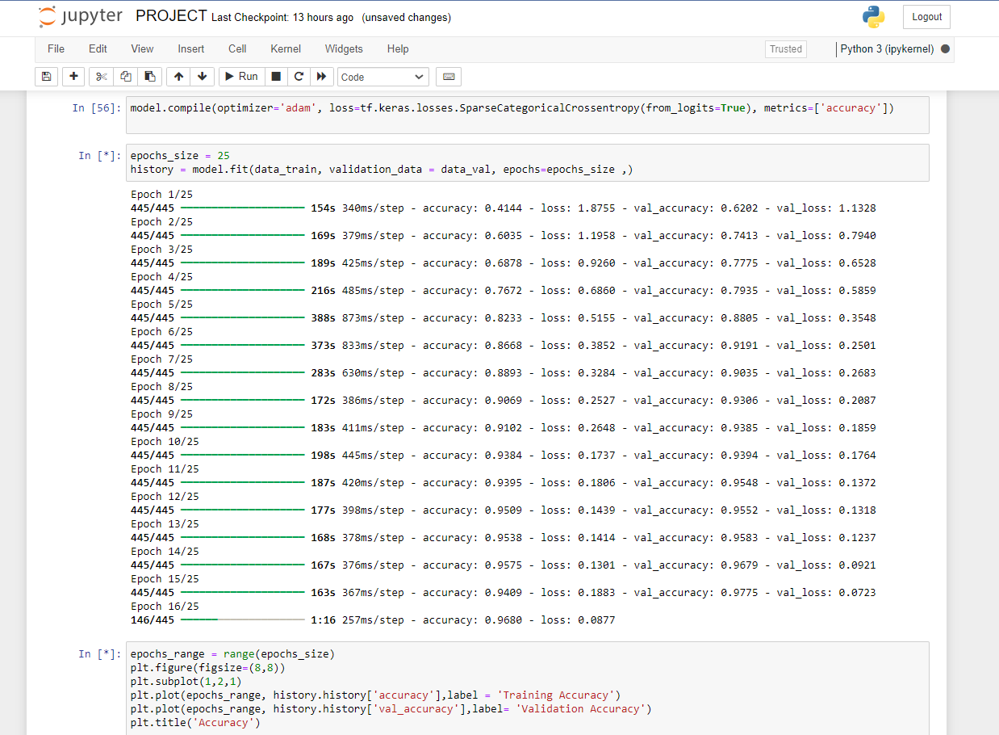 jupyter PROJECT Last Checkpoint: 13 hours ago (unsaved changes) Logout
File Edit View Insert Cell Kernel Widgets Help Trusted Python 3 (ipykernel)
Run Code
In [56]: model.compile(optimizer='adam', loss=tf.keras.losses.SparseCategoricalCrossentropy(from_logits=True), metrics=['accuracy'])
In [*]: epochs_size = 25
history = model.fit(data_train, validation_data = data_val, epochs=epochs_size ,)
Epoch 1/25
445/445 154s 340ms/step - accuracy: 0.4144 - loss: 1.8755 - val_accuracy: 0.6202 - val_loss: 1.1328
Epoch 2/25
445/445 169s 379ms/step - accuracy: 0.6035 - loss: 1.1958 - val_accuracy: 0.7413 - val_loss: 0.7940
Epoch 3/25
445/445 189s 425ms/step - accuracy: 0.6878 - loss: 0.9260 - val_accuracy: 0.7775 - val_loss: 0.6528
Epoch 4/25
445/445 216s 485ms/step - accuracy: 0.7672 - loss: 0.6860 - val_accuracy: 0.7935 - val_loss: 0.5859
Epoch 5/25
445/445 388s 873ms/step - accuracy: 0.8233 - loss: 0.5155 - val_accuracy: 0.8805 - val_loss: 0.3548
Epoch 6/25
445/445 373s 833ms/step - accuracy: 0.8668 - loss: 0.3852 - val_accuracy: 0.9191 - val_loss: 0.2501
Epoch 7/25
445/445 283s 630ms/step - accuracy: 0.8893 - loss: 0.3284 - val_accuracy: 0.9035 - val_loss: 0.2683
Epoch 8/25
445/445 172s 386ms/step - accuracy: 0.9069 - loss: 0.2527 - val_accuracy: 0.9306 - val_loss: 0.2087
Epoch 9/25
445/445 183s 411ms/step - accuracy: 0.9102 - loss: 0.2648 - val_accuracy: 0.9385 - val_loss: 0.1859
Epoch 10/25
445/445 198s 445ms/step - accuracy: 0.9384 - loss: 0.1737 - val_accuracy: 0.9394 - val_loss: 0.1764
Epoch 11/25
445/445 187s 420ms/step - accuracy: 0.9395 - loss: 0.1806 - val_accuracy: 0.9548 - val_loss: 0.1372
Epoch 12/25
445/445 177s 398ms/step - accuracy: 0.9509 - loss: 0.1439 - val_accuracy: 0.9552 - val_loss: 0.1318
Epoch 13/25
445/445 168s 378ms/step - accuracy: 0.9538 - loss: 0.1414 - val_accuracy: 0.9583 - val_loss: 0.1237
Epoch 14/25
445/445 167s 376ms/step - accuracy: 0.9575 - loss: 0.1301 - val_accuracy: 0.9679 - val_loss: 0.0921
Epoch 15/25
445/445 163s 367ms/step - accuracy: 0.9409 - loss: 0.1883 - val_accuracy: 0.9775 - val_loss: 0.0723
Epoch 16/25
146/445 1:16 257ms/step - accuracy: 0.9680 - loss: 0.0877
In [*]: epochs_range = range(epochs_size)
plt.figure(figsize=(8,8))
plt.subplot(1,2,1)
plt.plot(epochs_range, history.history['accuracy'],label = 'Training Accuracy')
plt.plot(epochs_range, history.history['val_accuracy'],label= 'Validation Accuracy')
plt.title('Accuracy')